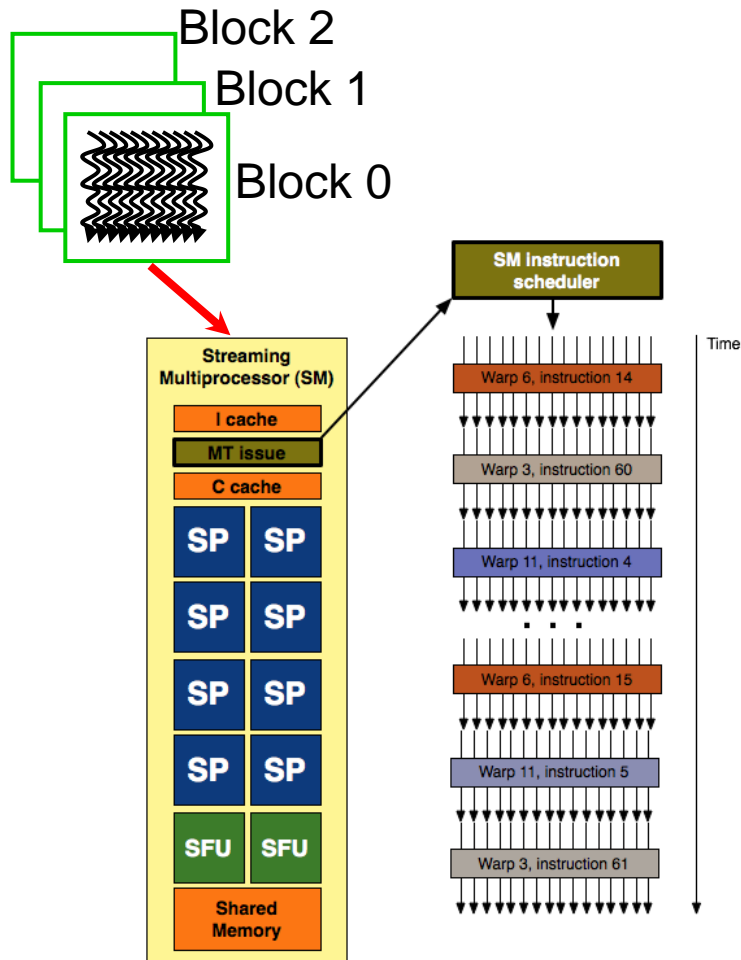 Block 2
Block 1
Block 0
SM instruction
scheduler
Time
Streaming
Multiprocessor (SM)
I cache
MT issue
C cache
SP SP
SP SP
SP SP
SP SP
SFU SFU
Shared
Memory
Warp 6, instruction 14
Warp 3, instruction 60
Warp 11, instruction 4
. . .
Warp 6, instruction 15
Warp 11, instruction 5
Warp 3, instruction 61